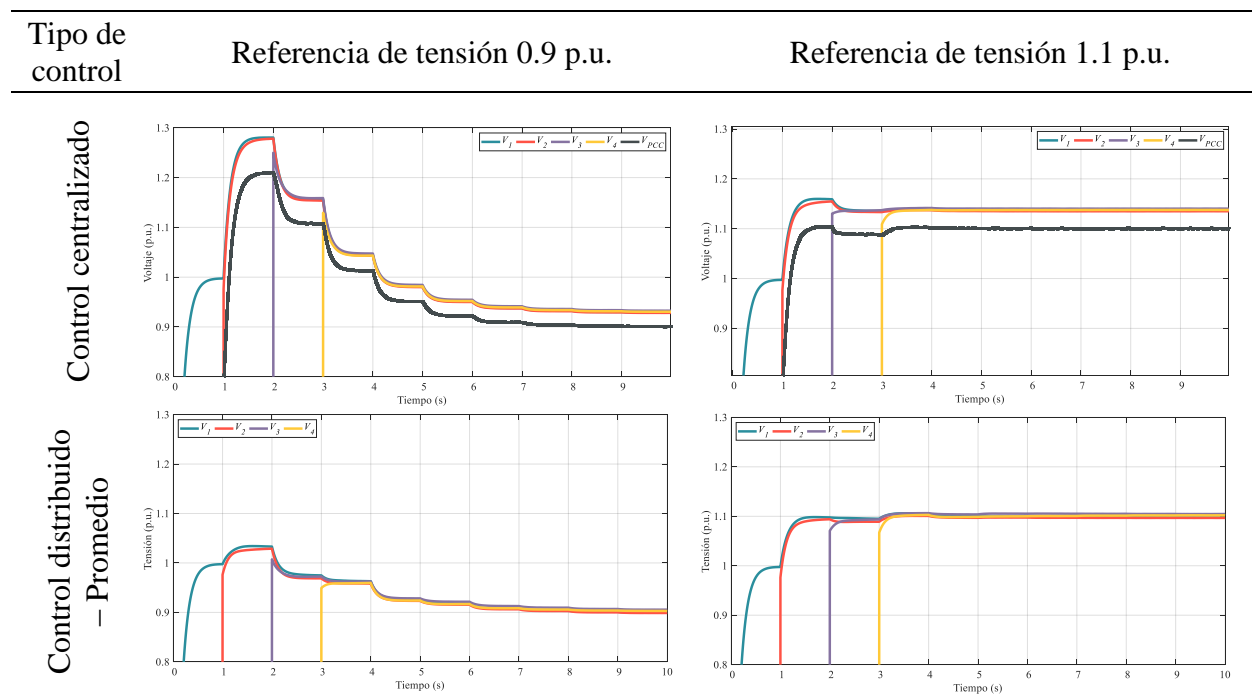 Tipo de
control
Referencia de tensión 0.9 p.u.
Referencia de tensión 1.1 p.u.
Control centralizado
1.3
1.2
1.1
1
0.9
0.8
Voltaje (p.u.)
V1 V2 V3 V4 VPCC
0 1 2 3 4 5 6 7 8 9
Tiempo (s)
1.3
1.2
1.1
1
0.9
Voltaje (p.u.)
V1 V2 V3 V4 VPCC
0 1 2 3 4 5 6 7 8 9
Tiempo (s)
Control distribuido
– Promedio
1.3
1.2
1.1
1
0.9
0.8
Tensión (p.u.)
V1 V2 V3 V4
0 1 2 3 4 5 6 7 8 9 10
Tiempo (s)
1.3
1.2
1.1
1
0.9
0.8
Tensión (p.u.)
V1 V2 V3 V4
0 1 2 3 4 5 6 7 8 9 10
Tiempo (s)